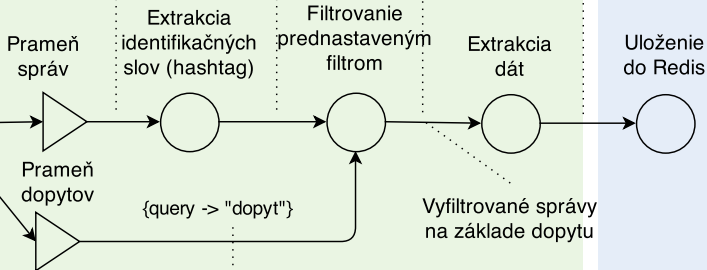 Prameň
správ
Extrakcia
identifikačných
slov (hashtag)
Filtrovanie
prednastaveným
filtrom
Extrakcia
dát
Uloženie
do Redis
Prameň
dopytov
{query -> "dopyt"}
Vyfiltrované správy
na základe dopytu